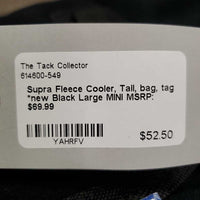 The Tack Collector
614600-549
Supra Fleece Cooler, Tail, bag, tag
*new Black Large MINI MSRP:
$69.99
YAHRFV
$52.50